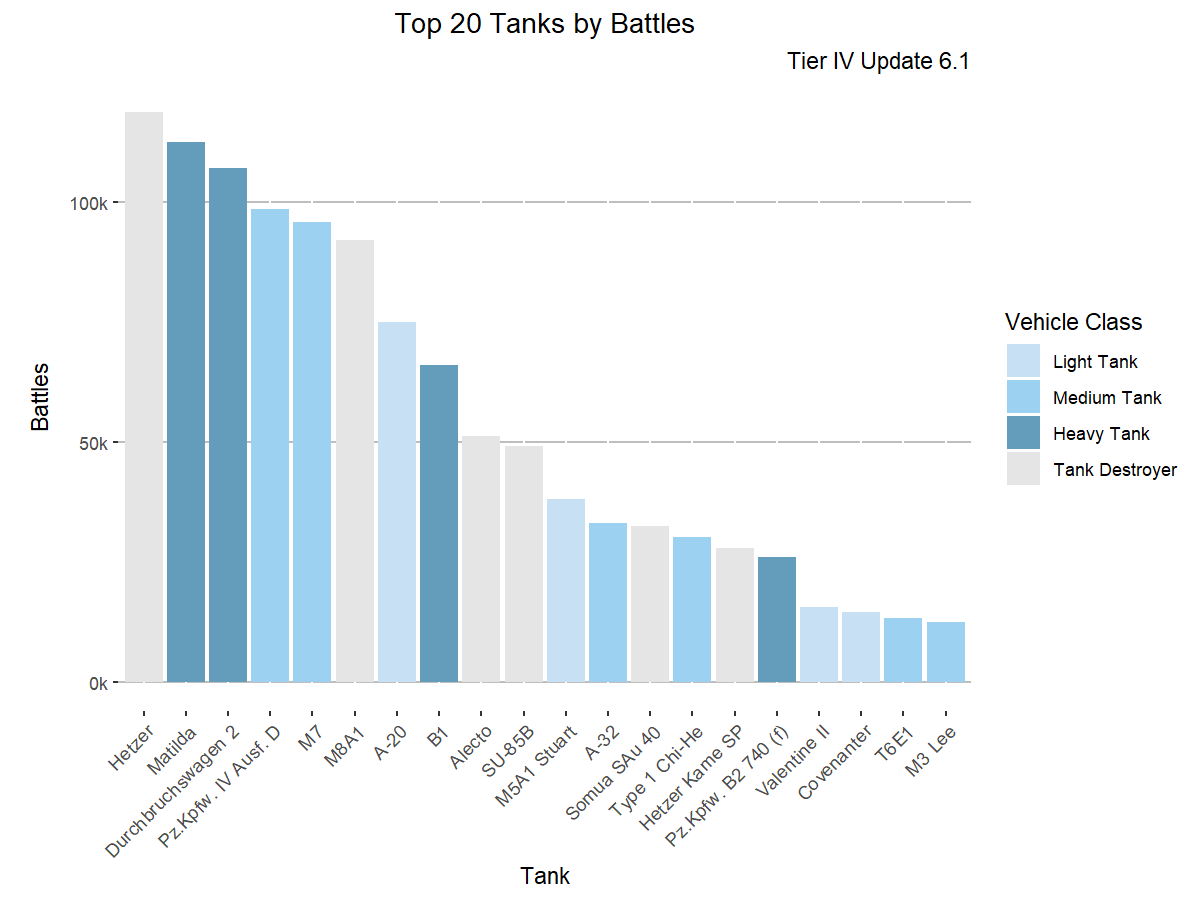 Top 20 Tanks by Battles
Tier IV Update 6.1
Battles
100k
50k
0k
Hetzer
Matilda
Durchbruchswagen 2
Pz.Kpfw. IV Ausf. D
M7
M8A1
A-20
B1
Alecto
SU-85B
M5A1 Stuart
A-32
Somua SAu 40
Type 1 Chi-He
Hetzer Kame SP
Pz.Kpfw. B2 740 (f)
Valentine II
Covenanter
T6E1
M3 Lee
Tank
Vehicle Class
Light Tank
Medium Tank
Heavy Tank
Tank Destroyer